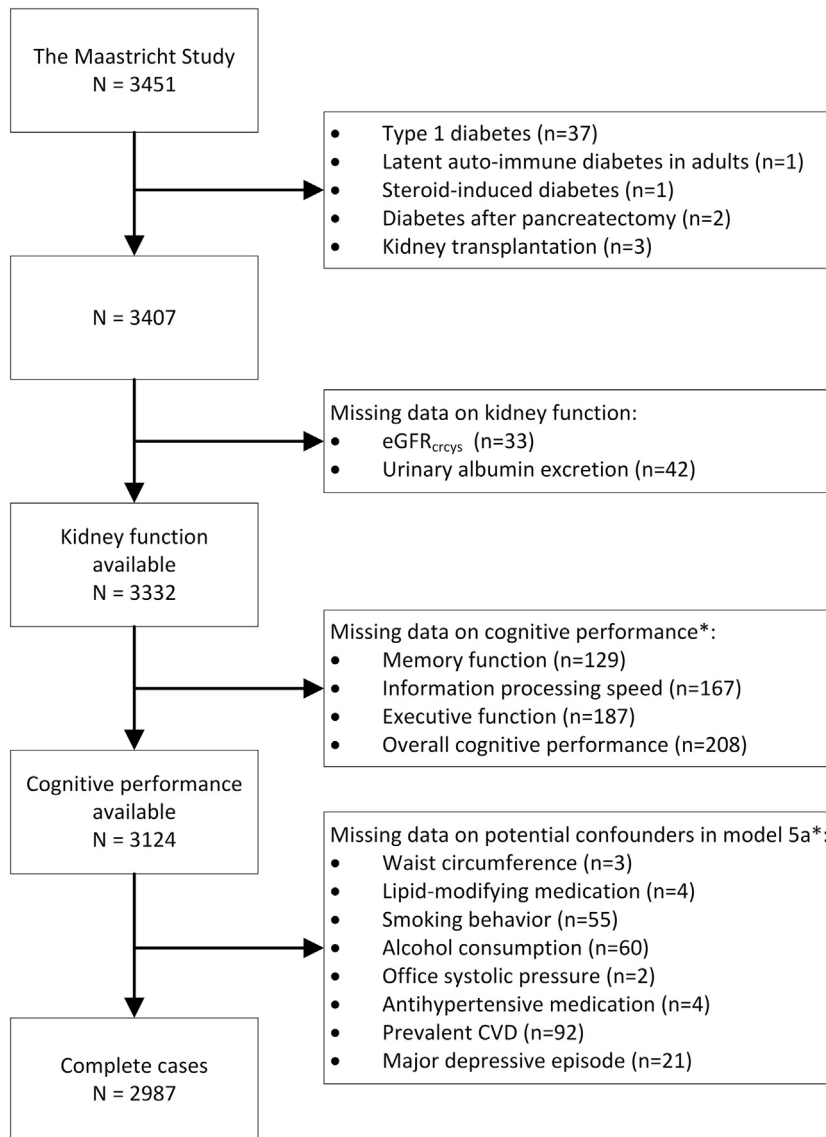 The Maastricht Study
N = 3451
• Type 1 diabetes (n=37)
• Latent auto-immune diabetes in adults (n=1)
• Steroid-induced diabetes (n=1)
• Diabetes after pancreatectomy (n=2)
• Kidney transplantation (n=3)
N = 3407
Missing data on kidney function:
• eGFRcrcys (n=33)
• Urinary albumin excretion (n=42)
Kidney function
available
N = 3332
Missing data on cognitive performance*:
• Memory function (n=129)
• Information processing speed (n=167)
• Executive function (n=187)
• Overall cognitive performance (n=208)
Cognitive performance
available
N = 3124
Missing data on potential confounders in model 5a*:
• Waist circumference (n=3)
• Lipid-modifying medication (n=4)
• Smoking behavior (n=55)
• Alcohol consumption (n=60)
• Office systolic pressure (n=2)
• Antihypertensive medication (n=4)
• Prevalent CVD (n=92)
• Major depressive episode (n=21)
Complete cases
N = 2987